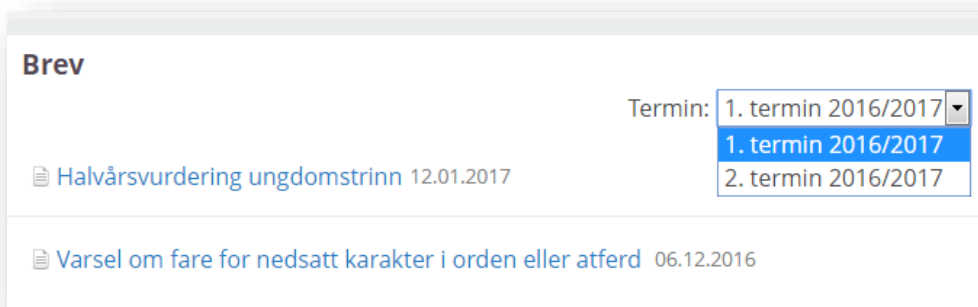 Brev
Termin: 1. termin 2016/2017
1. termin 2016/2017
2. termin 2016/2017
Halvårsvurdering ungdomstrinn 12.01.2017
Varsel om fare for nedsatt karakter i orden eller atferd 06.12.2016